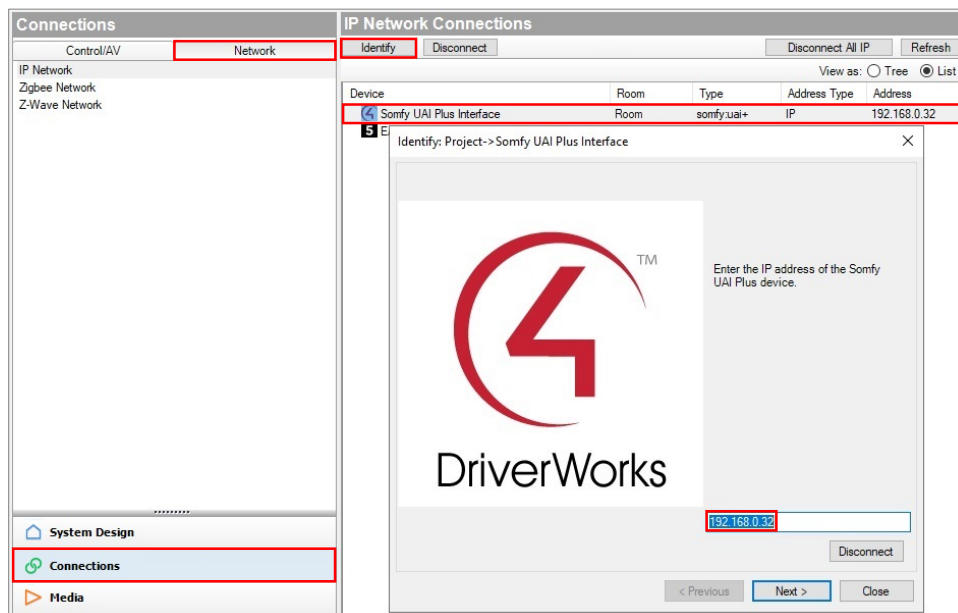 Connections
Control/AV Network
IP Network
Zigbee Network
Z-Wave Network
System Design
Connections
Media
IP Network Connections
Identify Disconnect Disconnect All IP Refresh
View as: Tree List
Device Room Type Address Type Address
4 Somfy UAI Plus Interface Room somfy:uai+ IP 192.168.0.32
5
Identify: Project->Somfy UAI Plus Interface
4 TM
DriverWorks
Enter the IP address of the Somfy
UAI Plus device.
192.168.0.32
Disconnect
< Previous Next > Close